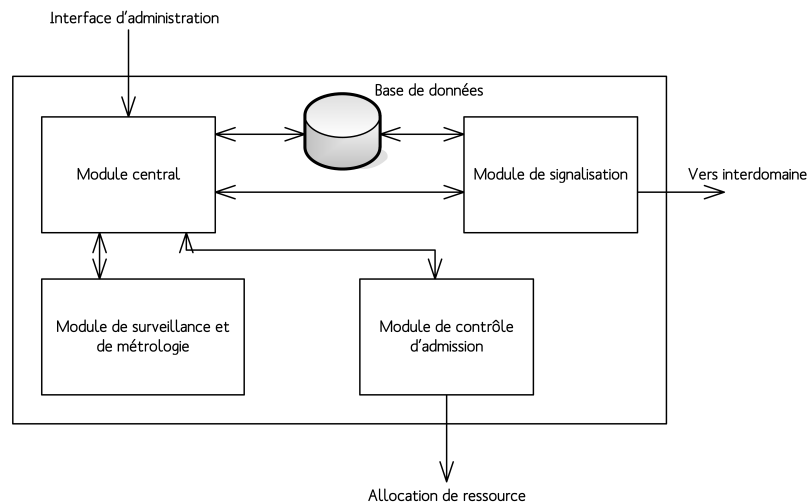 Interface d'administration
Base de données
Module central
Module de signalisation
Vers interdomaine
Module de surveillance et
de métrologie
Module de contrôle
d'admission
Allocation de ressource